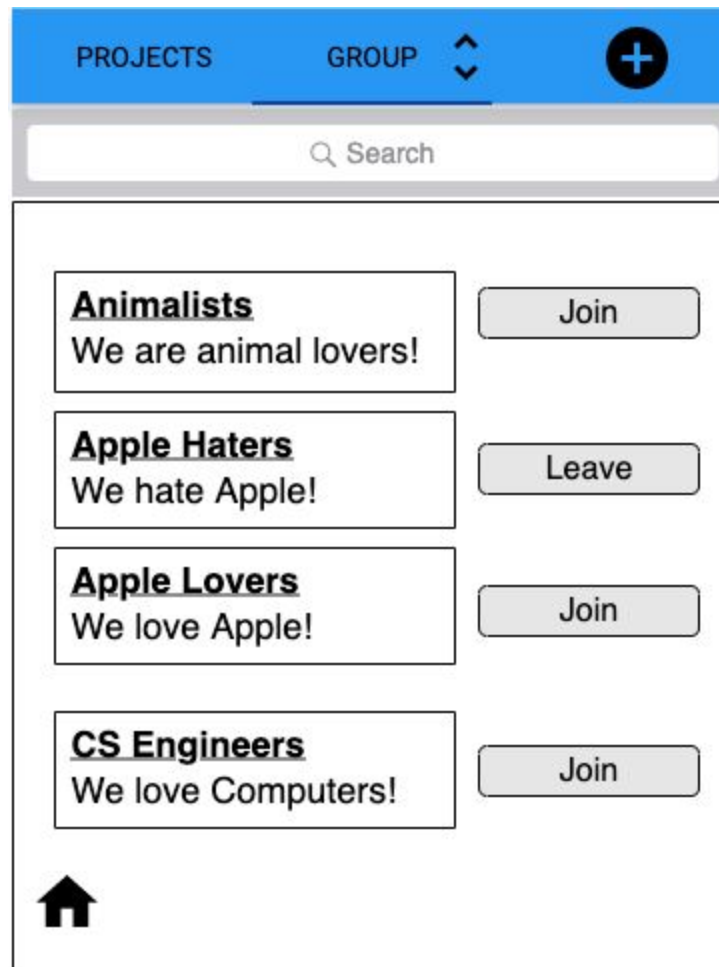 PROJECTS GROUP
Search
Animalists
We are animal lovers!
Join
Apple Haters
We hate Apple!
Leave
Apple Lovers
We love Apple!
Join
CS Engineers
We love Computers!
Join